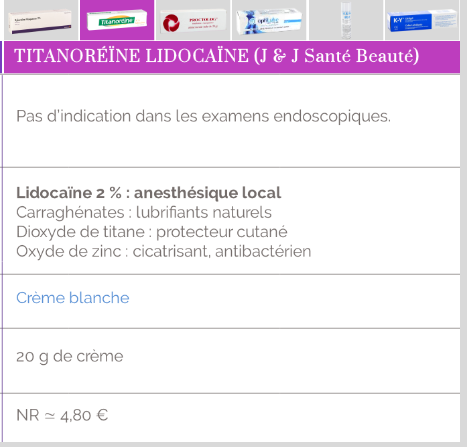 Titanoréïne
PROCTOLOG
K-Y
TITANORÉÏNE LIDOCAÏNE (J & J Santé Beauté)
Pas d'indication dans les examens endoscopiques.
Lidocaïne 2 % : anesthésique local
Carraghénates : lubrifiants naturels
Dioxyde de titane : protecteur cutané
Oxyde de zinc : cicatrisant, antibactérien
Crème blanche
20 g de crème
NR ≃ 4,80 €